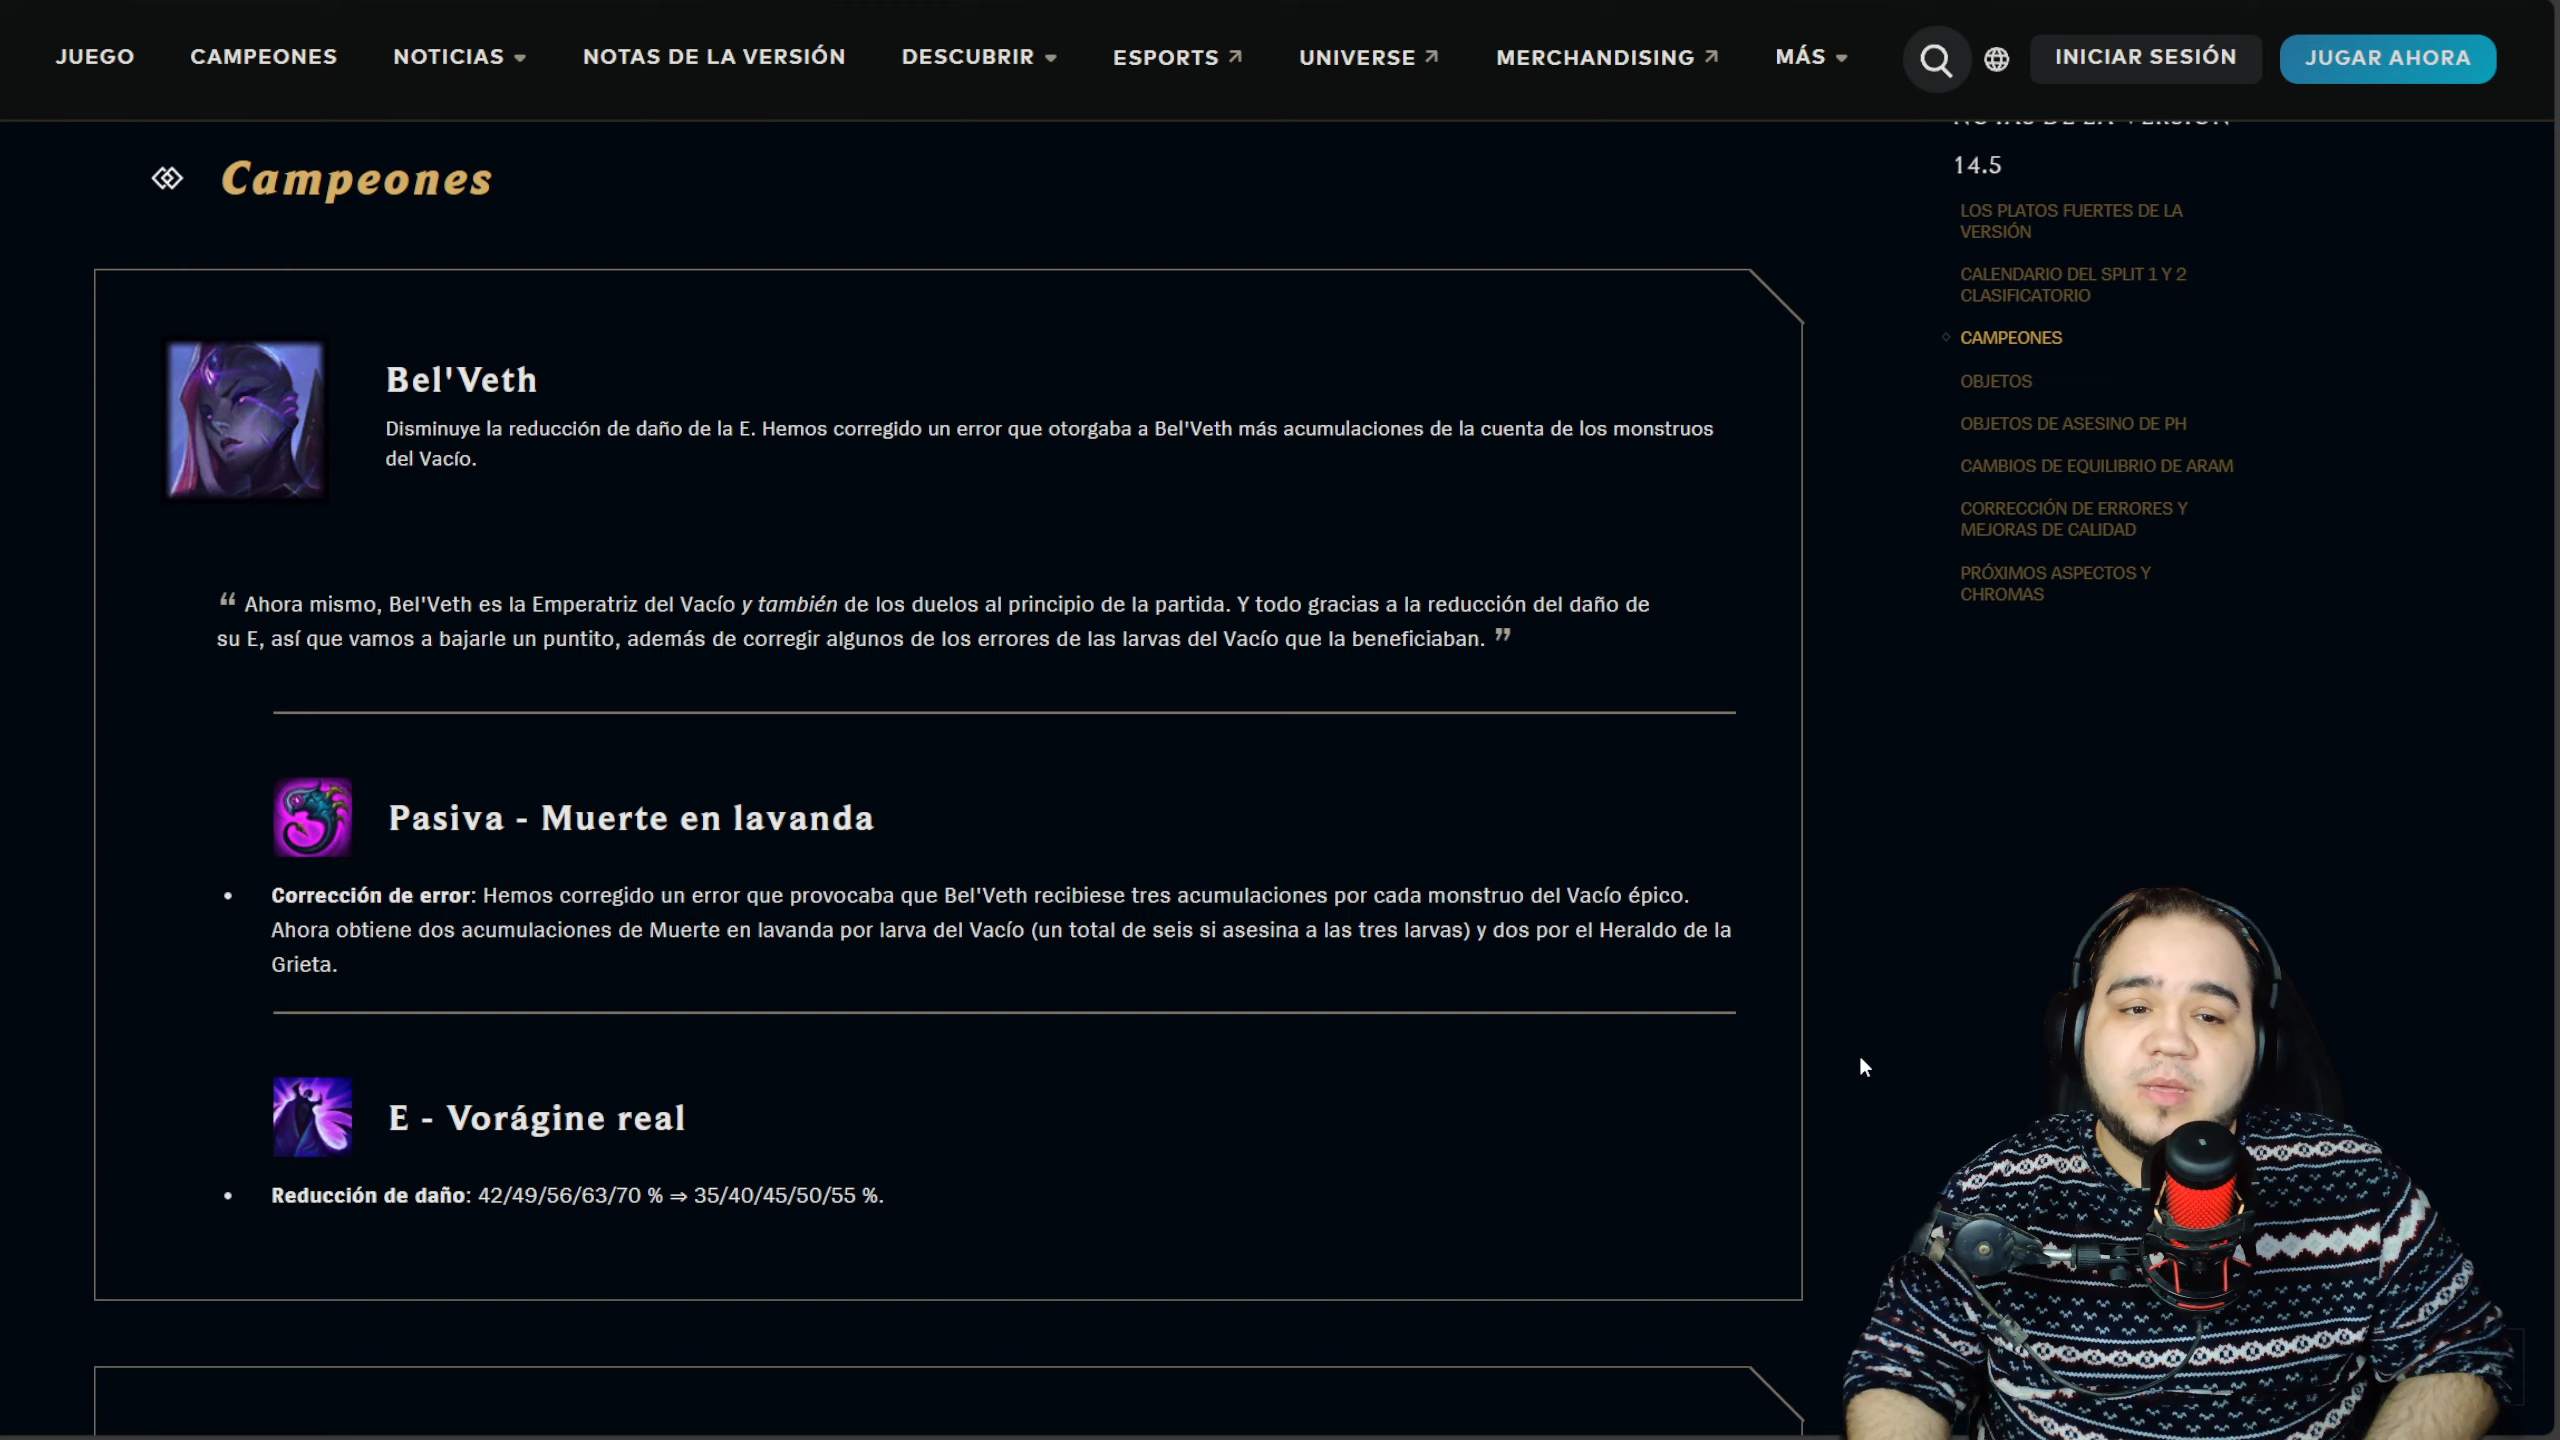 JUEGO CAMPEONES NOTICIAS NOTAS DE LA VERSIÓN DESCUBRIR ESPORTS UNIVERSE MERCHANDISING MÁS INICIAR SESIÓN JUGAR AHORA
Campeones
Bel'Veth
Disminuye la reducción de daño de la E. Hemos corregido un error que otorgaba a Bel'Veth más acumulaciones de la cuenta de los monstruos
del Vacío.
“ Ahora mismo, Bel'Veth es la Emperatriz del Vacío y también de los duelos al principio de la partida. Y todo gracias a la reducción del daño de
su E, así que vamos a bajarle un puntito, además de corregir algunos de los errores de las larvas del Vacío que la beneficiaban. ”
Pasiva - Muerte en lavanda
• Corrección de error: Hemos corregido un error que provocaba que Bel'Veth recibiese tres acumulaciones por cada monstruo del Vacío épico.
Ahora obtiene dos acumulaciones de Muerte en lavanda por larva del Vacío (un total de seis si asesina a las tres larvas) y dos por el Heraldo de la
Grieta.
E - Vorágine real
• Reducción de daño: 42/49/56/63/70 % ⇒ 35/40/45/50/55 %.
NOTAS DE LA VERSIÓN
14.5
LOS PLATOS FUERTES DE LA
VERSIÓN
CALENDARIO DEL SPLIT 1 Y 2
CLASIFICATORIO
CAMPEONES
OBJETOS
OBJETOS DE ASESINO DE PH
CAMBIOS DE EQUILIBRIO DE ARAM
CORRECCIÓN DE ERRORES Y
MEJORAS DE CALIDAD
PRÓXIMOS ASPECTOS Y
CHROMAS